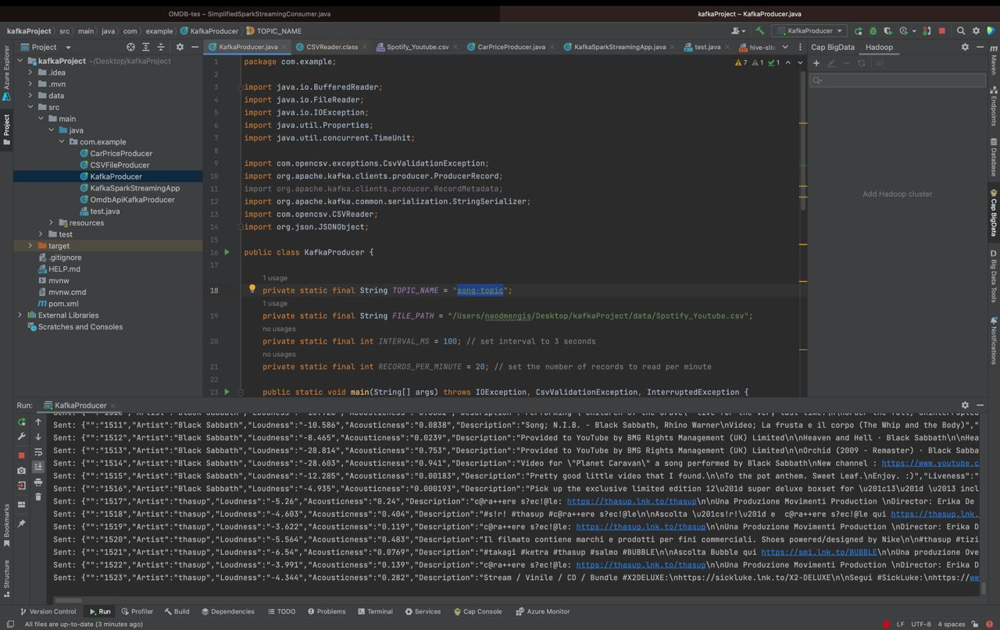 OMDB-tes – SimplifiedSparkStreamingConsumer.java
kafkaProject – KafkaProducer.java
kafkaProject src main java com example KafkaProducer TOPIC_NAME
KafkaProducer
Project
KafkaProducer.java CSVReader.class Spotify_Youtube.csv CarPriceProducer.java KafkaSparkStreamingApp.java test.java hive-sit
Cap BigData Hadoop
Azure Explorer
Project
Bookmarks
Structure
kafkaProject ~/Desktop/kafkaProject
.idea
.mvn
data
src
main
java
com.example
CarPriceProducer
CSVFileProducer
KafkaProducer
KafkaSparkStreamingApp
OmdbApiKafkaProducer
test.java
resources
test
target
.gitignore
HELP.md
mvnw
mvnw.cmd
pom.xml
External Libraries
Scratches and Consoles
7 1 1
1 package com.example;
2
3 import java.io.BufferedReader;
4 import java.io.FileReader;
5 import java.io.IOException;
6 import java.util.Properties;
7 import java.util.concurrent.TimeUnit;
8
9 import com.opencsv.exceptions.CsvValidationException;
10 import org.apache.kafka.clients.producer.ProducerRecord;
11 import org.apache.kafka.clients.producer.RecordMetadata;
12 import org.apache.kafka.common.serialization.StringSerializer;
13 import com.opencsv.CSVReader;
14 import org.json.JSONObject;
15
16 public class KafkaProducer {
17
1 usage
18 private static final String TOPIC_NAME = "song-topic";
1 usage
19 private static final String FILE_PATH = "/Users/naodmengis/Desktop/kafkaProject/data/Spotify_Youtube.csv";
no usages
20 private static final int INTERVAL_MS = 100; // set interval to 3 seconds
no usages
21 private static final int RECORDS_PER_MINUTE = 20; // set the number of records to read per minute
22
23 public static void main(String[] args) throws IOException, CsvValidationException, InterruptedException {
Add Hadoop cluster
Maven
Endpoints
Database
Cap BigData
Big Data Tools
Notifications
Run: KafkaProducer
Sent: {"":"1511","Artist":"Black Sabbath","Loudness":"-10.586","Acousticness":"0.0838","Description":"Song; N.I.B. - Black Sabbath, Rhino Warner\nVideo; La frusta e il corpo (The Whip and the Body)","
Sent: {"":"1512","Artist":"Black Sabbath","Loudness":"-8.465","Acousticness":"0.0239","Description":"Provided to YouTube by BMG Rights Management (UK) Limited\n\nHeaven and Hell · Black Sabbath\n\nHe
Sent: {"":"1513","Artist":"Black Sabbath","Loudness":"-28.814","Acousticness":"0.753","Description":"Provided to YouTube by BMG Rights Management (UK) Limited\n\nOrchid (2009 - Remaster) · Black Sabba
Sent: {"":"1514","Artist":"Black Sabbath","Loudness":"-28.603","Acousticness":"0.941","Description":"Video for \"Planet Caravan\" a song performed by Black Sabbath\nNew channel : https://www.youtube.c
Sent: {"":"1515","Artist":"Black Sabbath","Loudness":"-12.285","Acousticness":"0.00183","Description":"Pretty good little video that I found.\n\nTo the pot anthem. Sweet Leaf.\nEnjoy. :)","Liveness":"
Sent: {"":"1516","Artist":"Black Sabbath","Loudness":"-4.935","Acousticness":"0.000193","Description":"Pick up the exclusive limited edition 12\u201d super deluxe boxset for \u201c13\u201d \u2013 incl
Sent: {"":"1517","Artist":"thasup","Loudness":"-5.26","Acousticness":"0.24","Description":"c@ra++ere s?ec!@le: https://thasup.lnk.to/thasup\n\nUna Produzione Movimenti Production \nDirector: Erika De
Sent: {"":"1518","Artist":"thasup","Loudness":"-4.603","Acousticness":"0.404","Description":"#s!r! #thasup #c@ra++ere s?ec!@le\n\nAscolta \u201cs!r!\u201d e c@ra++ere s?ec!@le qui https://thasup.lnk.
Sent: {"":"1519","Artist":"thasup","Loudness":"-3.622","Acousticness":"0.119","Description":"c@ra++ere s?ec!@le: https://thasup.lnk.to/thasup\n\nUna Produzione Movimenti Production \nDirector: Erika D
Sent: {"":"1520","Artist":"thasup","Loudness":"-5.564","Acousticness":"0.483","Description":"Il filmato contiene marchi e prodotti per fini commerciali. Shoes powered/designed by Nike\n\n#thasup #tizi
Sent: {"":"1521","Artist":"thasup","Loudness":"-6.54","Acousticness":"0.0769","Description":"#takagi #ketra #thasup #salmo #BUBBLE\n\nAscolta Bubble qui https://smi.lnk.to/BUBBLE\n\nUna produzione Ove
Sent: {"":"1522","Artist":"thasup","Loudness":"-3.991","Acousticness":"0.139","Description":"c@ra++ere s?ec!@le: https://thasup.lnk.to/thasup\n\nUna Produzione Movimenti Production \nDirector: Erika D
Sent: {"":"1523","Artist":"thasup","Loudness":"-4.344","Acousticness":"0.282","Description":"Stream / Vinile / CD / Bundle #X2DELUXE:\nhttps://sickluke.lnk.to/X2-DELUXE\n\nSegui #SickLuke:\nhttps://ww
Version Control Run Profiler Build Dependencies TODO Problems Terminal Services Cap Console Azure Monitor
All files are up-to-date (3 minutes ago)
LF UTF-8 4 spaces